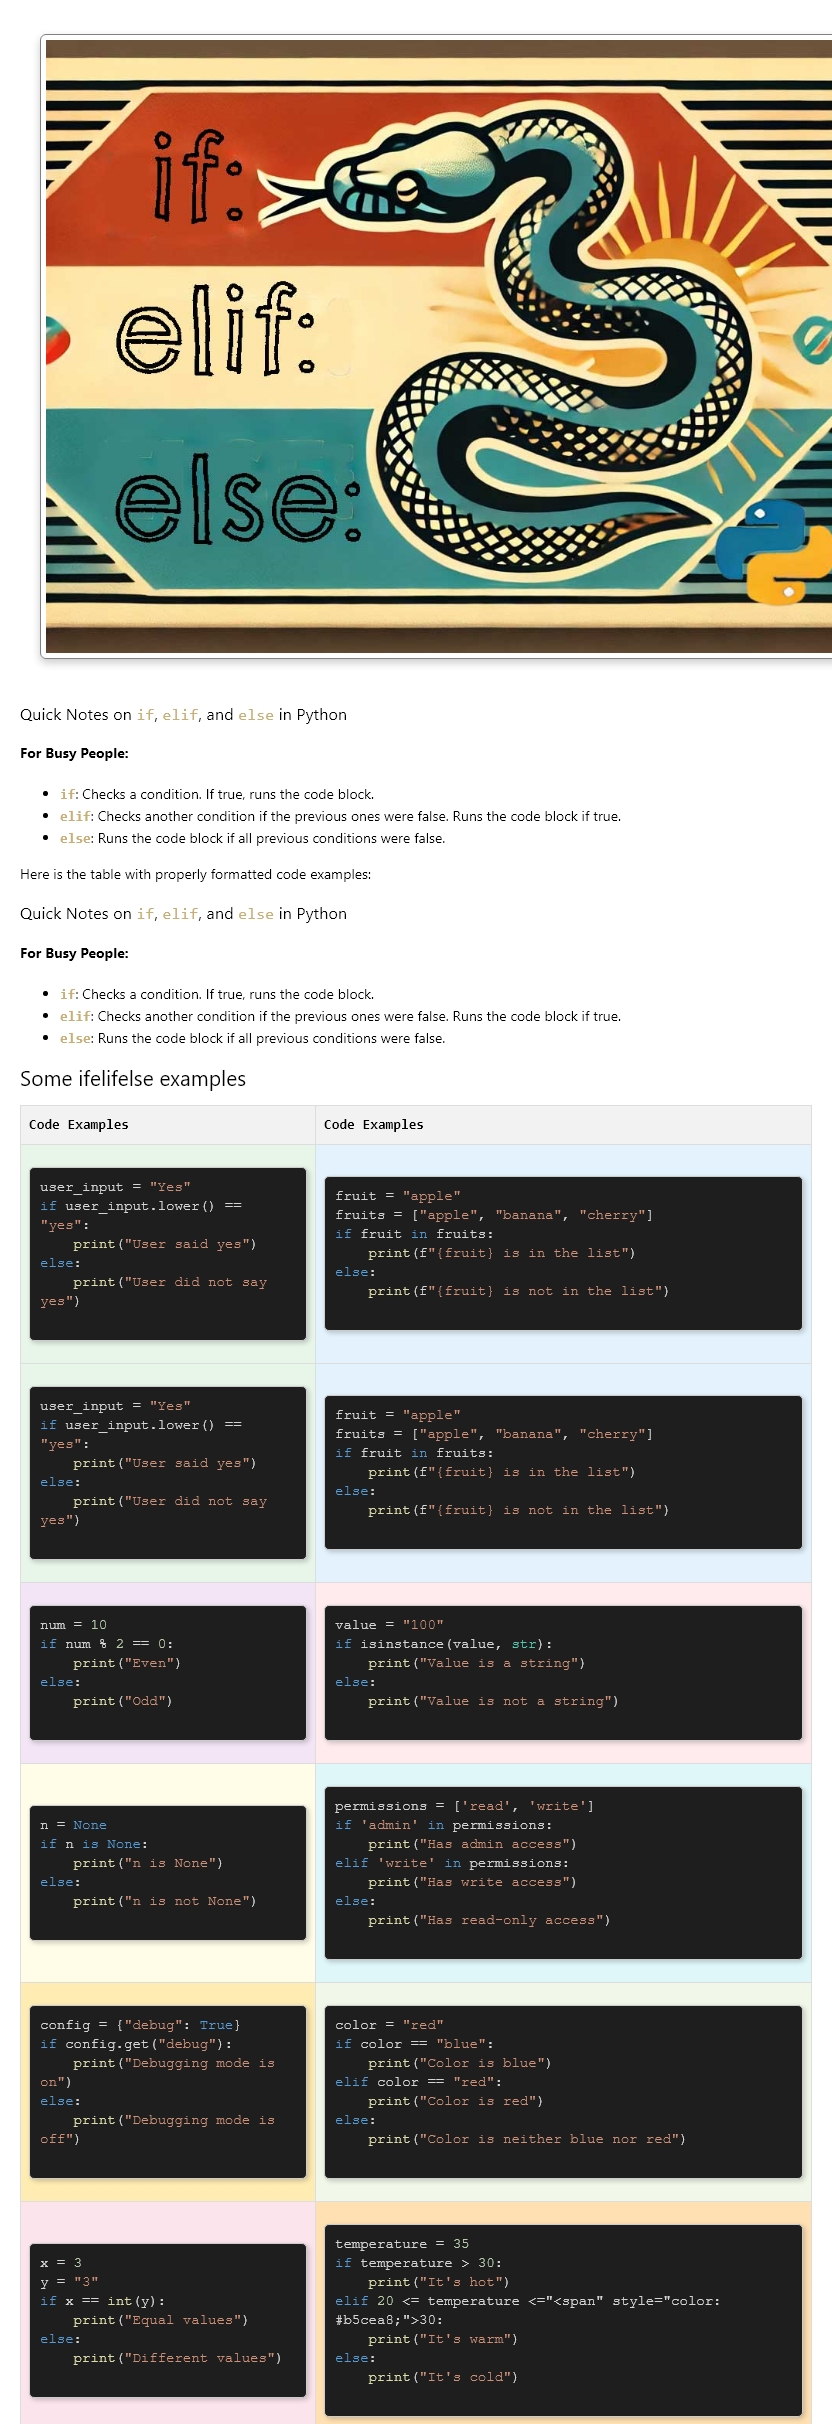 if:
elif:
else:
Quick Notes on if, elif, and else in Python
For Busy People:
• if: Checks a condition. If true, runs the code block.
• elif: Checks another condition if the previous ones were false. Runs the code block if true.
• else: Runs the code block if all previous conditions were false.
Here is the table with properly formatted code examples:
Quick Notes on if, elif, and else in Python
For Busy People:
• if: Checks a condition. If true, runs the code block.
• elif: Checks another condition if the previous ones were false. Runs the code block if true.
• else: Runs the code block if all previous conditions were false.
Some ifelifelse examples
Code Examples
Code Examples
user_input = "Yes"
if user_input.lower() ==
"yes":
    print("User said yes")
else:
    print("User did not say
yes")
fruit = "apple"
fruits = ["apple", "banana", "cherry"]
if fruit in fruits:
    print(f"{fruit} is in the list")
else:
    print(f"{fruit} is not in the list")
user_input = "Yes"
if user_input.lower() ==
"yes":
    print("User said yes")
else:
    print("User did not say
yes")
fruit = "apple"
fruits = ["apple", "banana", "cherry"]
if fruit in fruits:
    print(f"{fruit} is in the list")
else:
    print(f"{fruit} is not in the list")
num = 10
if num % 2 == 0:
    print("Even")
else:
    print("Odd")
value = "100"
if isinstance(value, str):
    print("Value is a string")
else:
    print("Value is not a string")
n = None
if n is None:
    print("n is None")
else:
    print("n is not None")
permissions = ['read', 'write']
if 'admin' in permissions:
    print("Has admin access")
elif 'write' in permissions:
    print("Has write access")
else:
    print("Has read-only access")
config = {"debug": True}
if config.get("debug"):
    print("Debugging mode is
on")
else:
    print("Debugging mode is
off")
color = "red"
if color == "blue":
    print("Color is blue")
elif color == "red":
    print("Color is red")
else:
    print("Color is neither blue nor red")
x = 3
y = "3"
if x == int(y):
    print("Equal values")
else:
    print("Different values")
temperature = 35
if temperature > 30:
    print("It's hot")
elif 20 <= temperature <="<span" style="color:
#b5cea8;">30:
    print("It's warm")
else:
    print("It's cold")